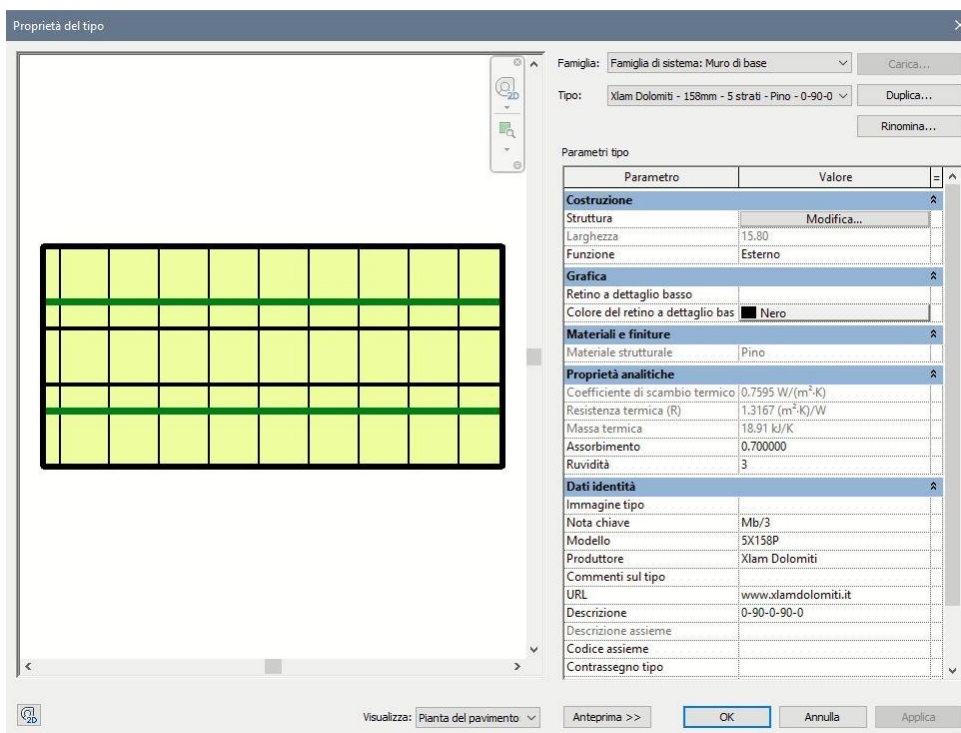 Proprietà del tipo
2D
Famiglia: Famiglia di sistema: Muro di base Carica...
Tipo: Xlam Dolomiti - 158mm - 5 strati - Pino - 0-90-0 Duplica...
Rinomina...
Parametri tipo
Parametro Valore =
Costruzione
Struttura Modifica...
Larghezza 15.80
Funzione Esterno
Grafica
Retino a dettaglio basso
Colore del retino a dettaglio bas Nero
Materiali e finiture
Materiale strutturale Pino
Proprietà analitiche
Coefficiente di scambio termico 0.7595 W/(m²·K)
Resistenza termica (R) 1.3167 (m²·K)/W
Massa termica 18.91 kJ/K
Assorbimento 0.700000
Ruvidità 3
Dati identità
Immagine tipo
Nota chiave Mb/3
Modello 5X158P
Produttore Xlam Dolomiti
Commenti sul tipo
URL www.xlamdolomiti.it
Descrizione 0-90-0-90-0
Descrizione assieme
Codice assieme
Contrassegno tipo
2D
Visualizza: Pianta del pavimento: Anteprima >> OK Annulla Applica